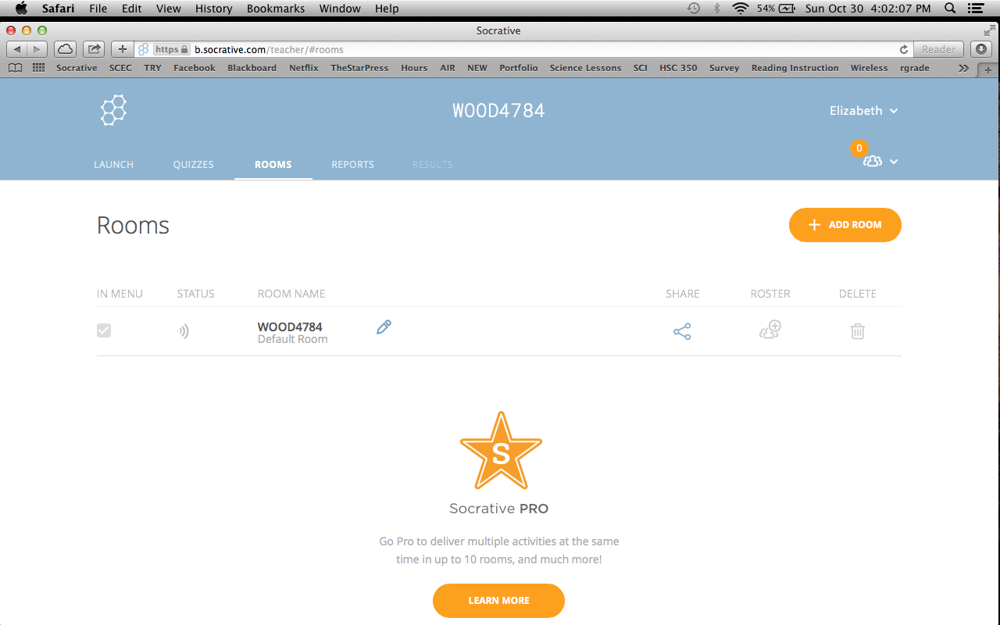 Safari File Edit View History Bookmarks Window Help 54% Sun Oct 30 4:02:07 PM
Socrative
https b.socrative.com/teacher/#rooms Reader
Socrative SCEC TRY Facebook Blackboard Netflix TheStarPress Hours AIR NEW Portfolio Science Lessons SCI HSC 350 Survey Reading Instruction Wireless rgrade
WOOD4784
Elizabeth
0
LAUNCH QUIZZES ROOMS REPORTS RESULTS
Rooms
ADD ROOM
IN MENU STATUS ROOM NAME SHARE ROSTER DELETE
WOOD4784
Default Room
S
Socrative PRO
Go Pro to deliver multiple activities at the same
time in up to 10 rooms, and much more!
LEARN MORE